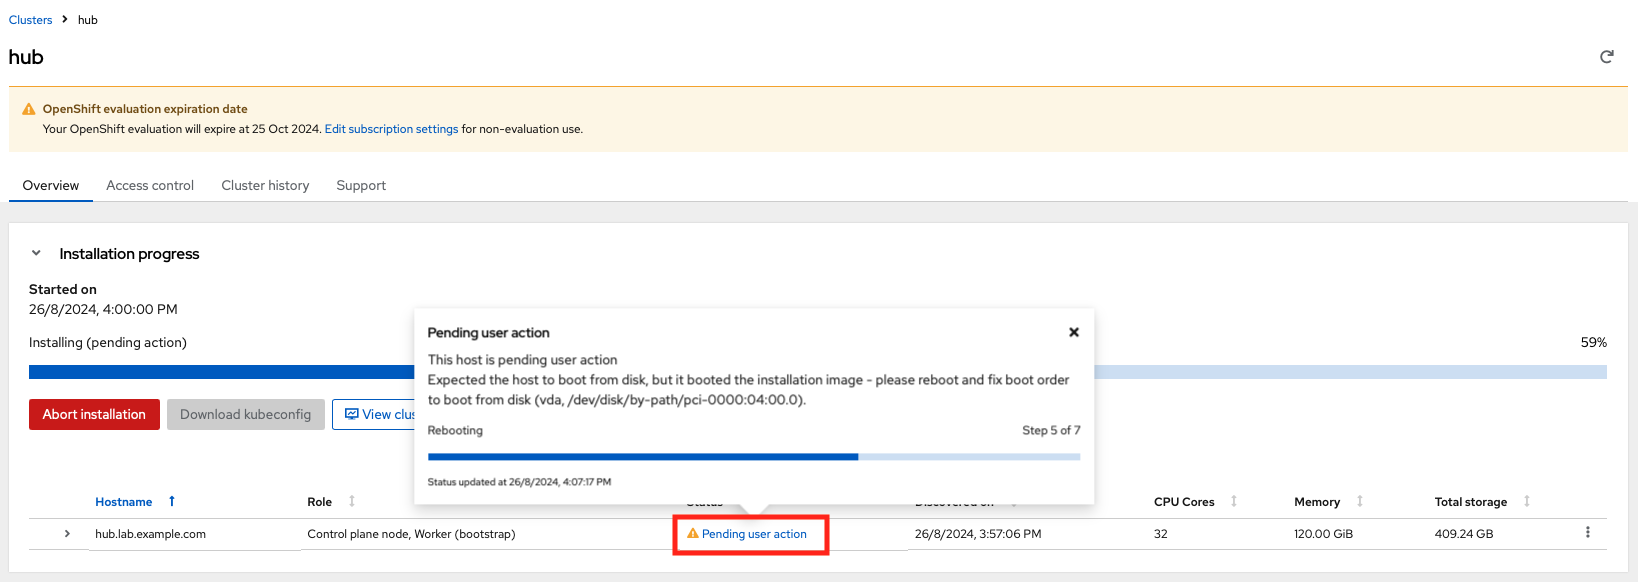 Clusters > hub
hub
OpenShift evaluation expiration date
Your OpenShift evaluation will expire at 25 Oct 2024. Edit subscription settings for non-evaluation use.
Overview Access control Cluster history Support
Installation progress
Started on
26/8/2024, 4:00:00 PM
Installing (pending action) 59%
Abort installation Download kubeconfig View clus
Pending user action
This host is pending user action
Expected the host to boot from disk, but it booted the installation image - please reboot and fix boot order
to boot from disk (vda, /dev/disk/by-path/pci-0000:04:00.0).
Rebooting Step 5 of 7
Status updated at 26/8/2024, 4:07:17 PM
Hostname Role Status Discovered on CPU Cores Memory Total storage
hub.lab.example.com Control plane node, Worker (bootstrap) Pending user action 26/8/2024, 3:57:06 PM 32 120.00 GiB 409.24 GB